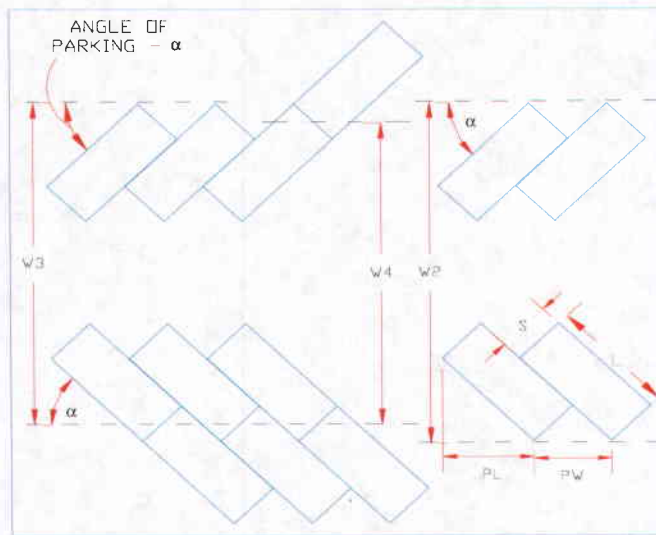 ANGLE OF
PARKING - α
α
W3
W4
W2
S
L
α
PL
PW